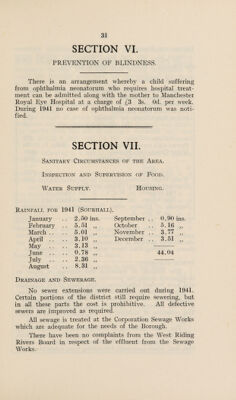 31
SECTION VI.
PREVENTION OF BLINDNESS.
There is an arrangement whereby a child suffering
from ophthalmia neonatorum who requires hospital treat-
ment can be admitted along with the mother to Manchester
Royal Eye Hospital at a charge of £3 3s. 0d. per week.
During 1941 no case of ophthalmia neonatorum was noti-
fied.
SECTION VII.
SANITARY CIRCUMSTANCES OF THE AREA.
INSPECTION AND SUPERVISION OF FOOD.
WATER SUPPLY. HOUSING.
RAINFALL FOR 1941 (SOURHALL).
January .. 2.50 ins. September .. 0.90 ins.
February .. 5.51 ,, October .. 5.16 ,,
March .. .. 5.01 ,, November .. 3.77 ,,
April .. .. 3.10 ,, December .. 3.51 ,,
May .. .. 3.13 ,,
June .. .. 0.78 ,, 44.04
July .. .. 2.36 ,,
August .. 8.31 ,,
DRAINAGE AND SEWERAGE.
No sewer extensions were carried out during 1941.
Certain portions of the district still require sewering, but
in all these parts the cost is prohibitive. All defective
sewers are improved as required.
All sewage is treated at the Corporation Sewage Works
which are adequate for the needs of the Borough.
There have been no complaints from the West Riding
Rivers Board in respect of the effluent from the Sewage
Works.